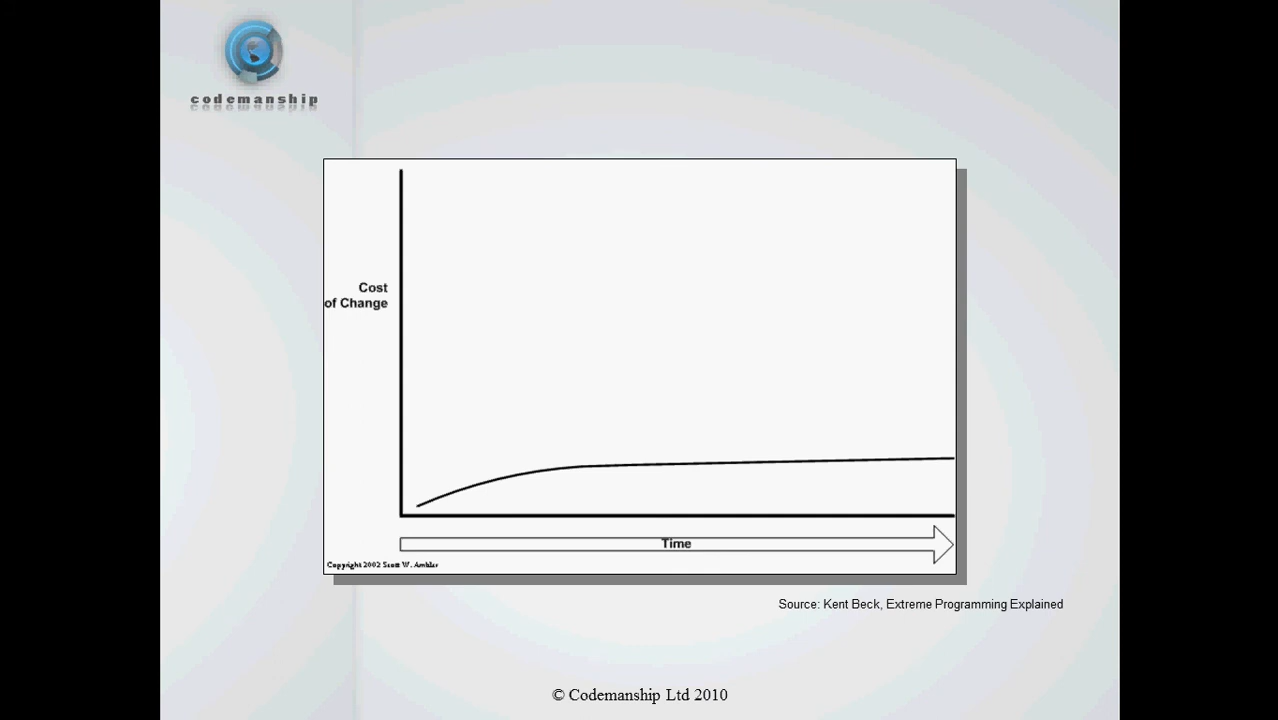 codemanship
Cost
of Change
Time
Copyright 2002 Scott W. Ambler
Source: Kent Beck, Extreme Programming Explained
© Codemanship Ltd 2010